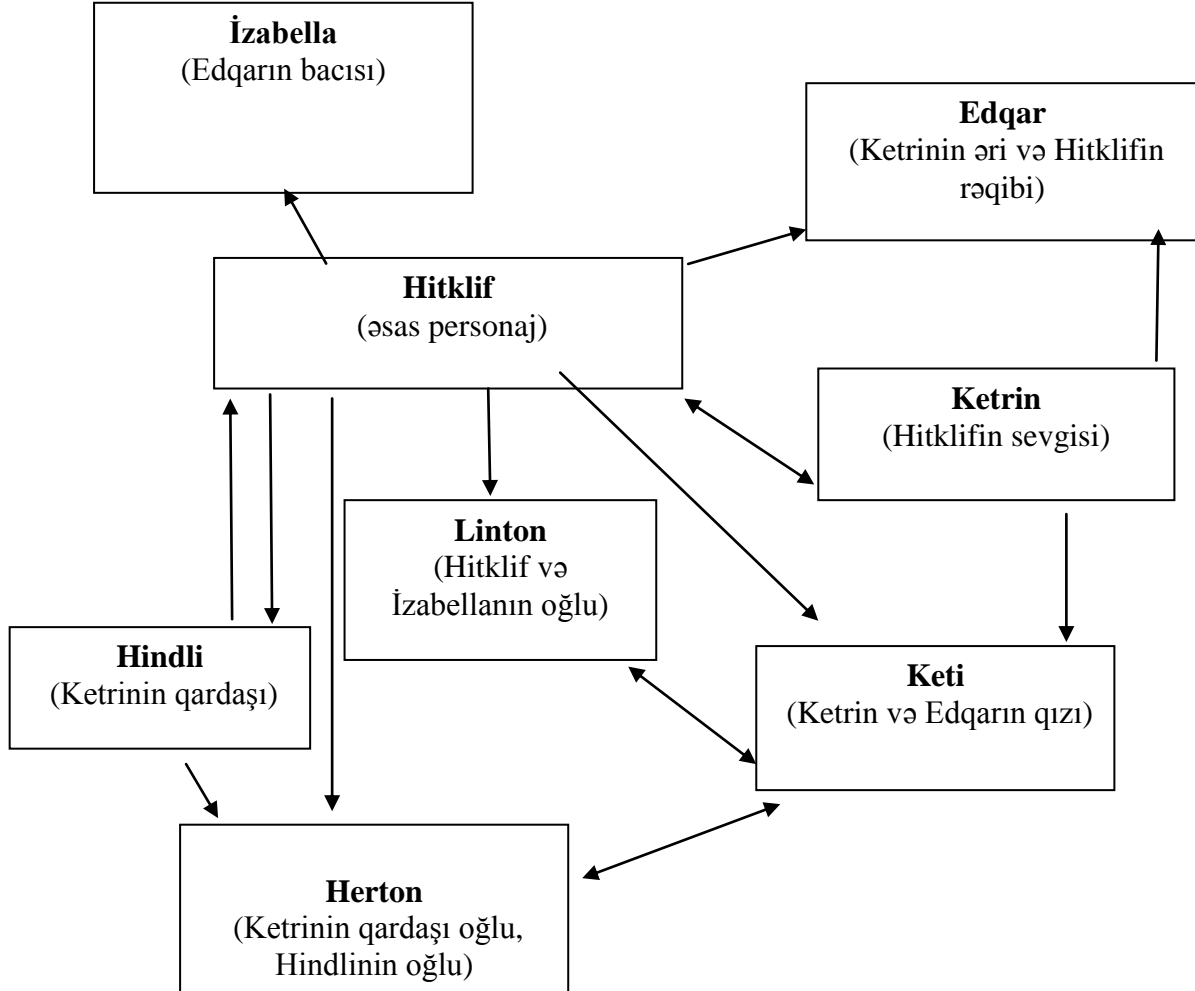 İzabella
(Edqarın bacısı)
Edqar
(Ketrinin əri və Hitklifin
rəqibi)
Hitklif
(əsas personaj)
Ketrin
(Hitklifin sevgisi)
Linton
(Hitklif və
İzabellanın oğlu)
Hindli
(Ketrinin qardaşı)
Keti
(Ketrin və Edqarın qızı)
Herton
(Ketrinin qardaşı oğlu,
Hindlinin oğlu)